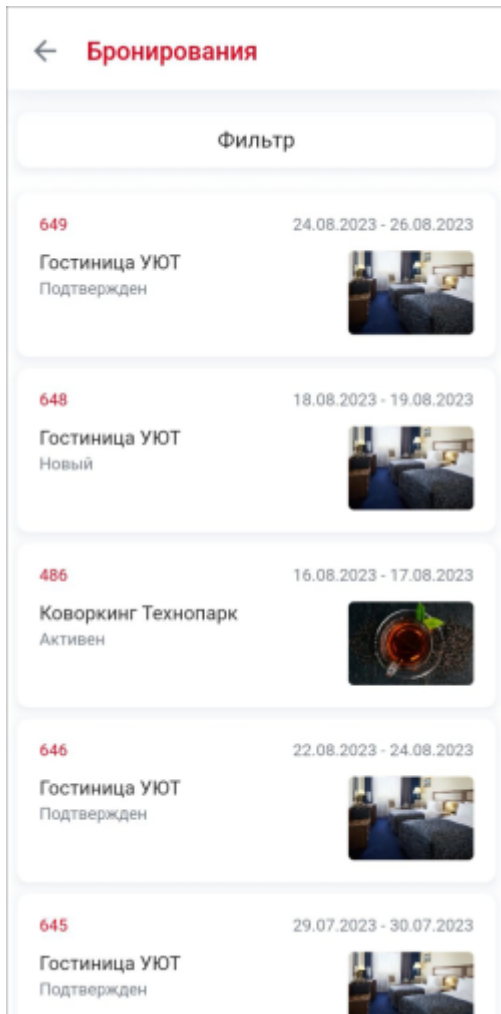 Бронирования
Фильтр
649 24.08.2023 - 26.08.2023
Гостиница УЮТ
Подтвержден
648 18.08.2023 - 19.08.2023
Гостиница УЮТ
Новый
486 16.08.2023 - 17.08.2023
Коворкинг Технопарк
Активен
646 22.08.2023 - 24.08.2023
Гостиница УЮТ
Подтвержден
645 29.07.2023 - 30.07.2023
Гостиница УЮТ
Подтвержден